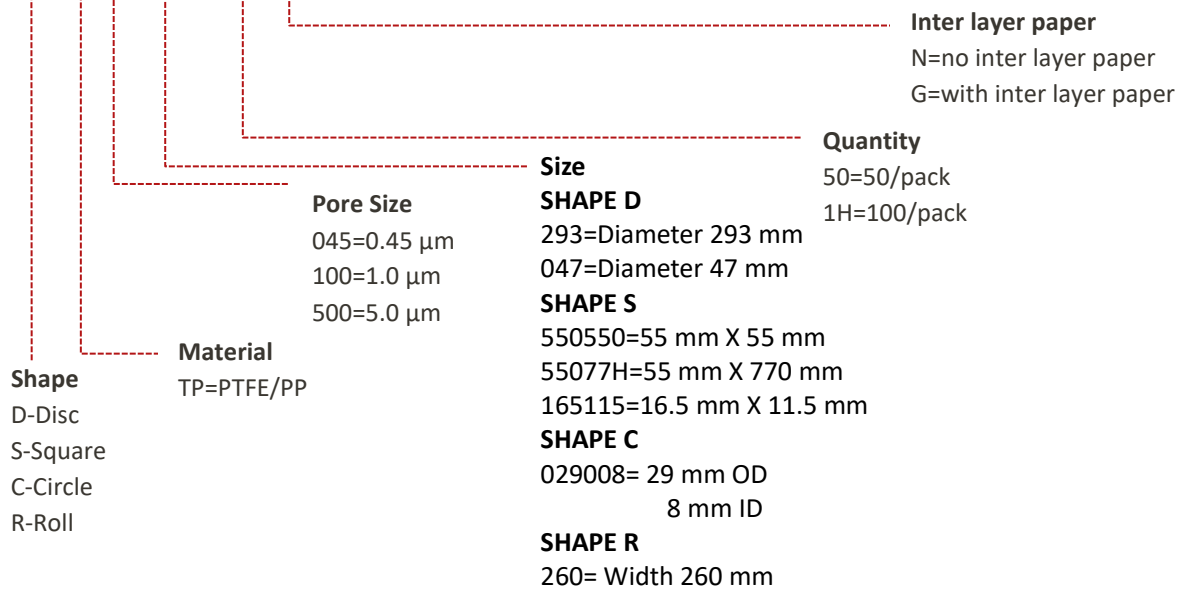 Inter layer paper
N=no inter layer paper
G=with inter layer paper
Quantity
50=50/pack
1H=100/pack
Size
SHAPE D
293=Diameter 293 mm
047=Diameter 47 mm
SHAPE S
550550=55 mm X 55 mm
55077H=55 mm X 770 mm
165115=16.5 mm X 11.5 mm
SHAPE C
029008= 29 mm OD
8 mm ID
SHAPE R
260= Width 260 mm
Pore Size
045=0.45 µm
100=1.0 µm
500=5.0 µm
Material
TP=PTFE/PP
Shape
D-Disc
S-Square
C-Circle
R-Roll